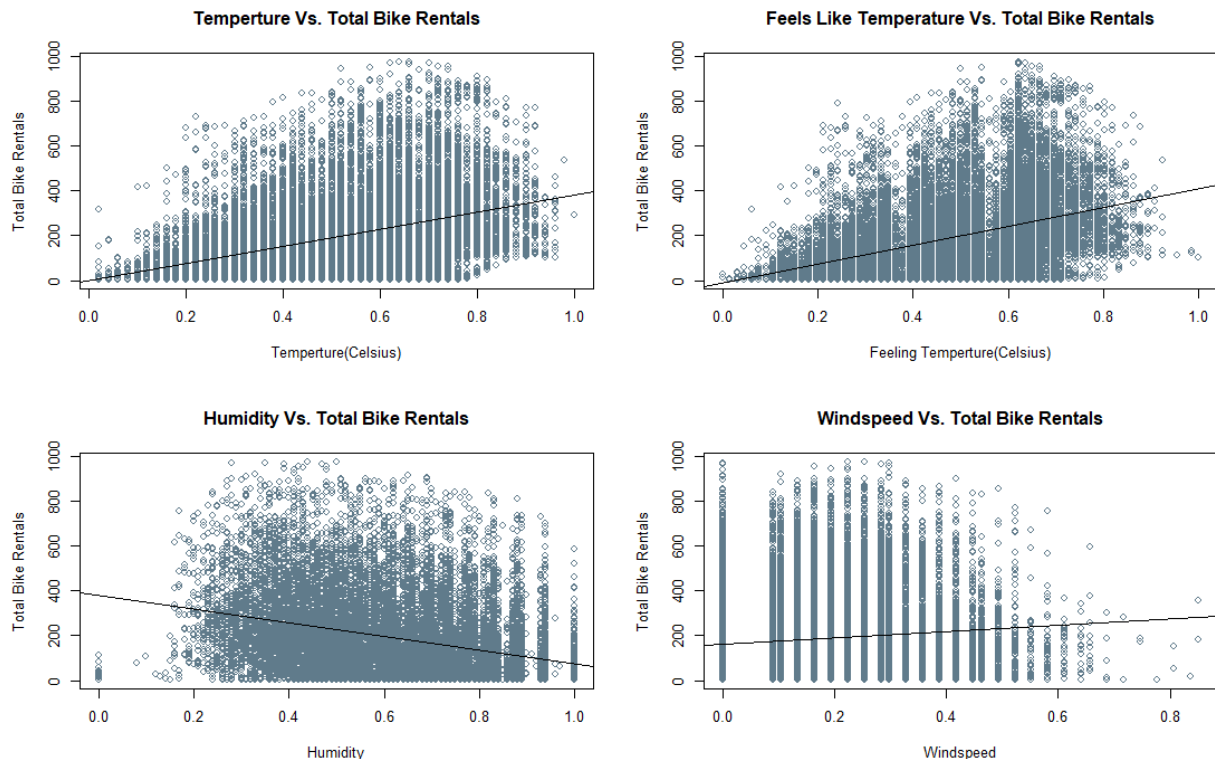 Temperture Vs. Total Bike Rentals
Total Bike Rentals
1000
800
600
400
200
0
0.0 0.2 0.4 0.6 0.8 1.0
Temperture(Celsius)
Feels Like Temperature Vs. Total Bike Rentals
Total Bike Rentals
1000
800
600
400
200
0
0.0 0.2 0.4 0.6 0.8 1.0
Feeling Temperture(Celsius)
Humidity Vs. Total Bike Rentals
Total Bike Rentals
1000
800
600
400
200
0
0.0 0.2 0.4 0.6 0.8 1.0
Humidity
Windspeed Vs. Total Bike Rentals
Total Bike Rentals
1000
800
600
400
200
0
0.0 0.2 0.4 0.6 0.8
Windspeed